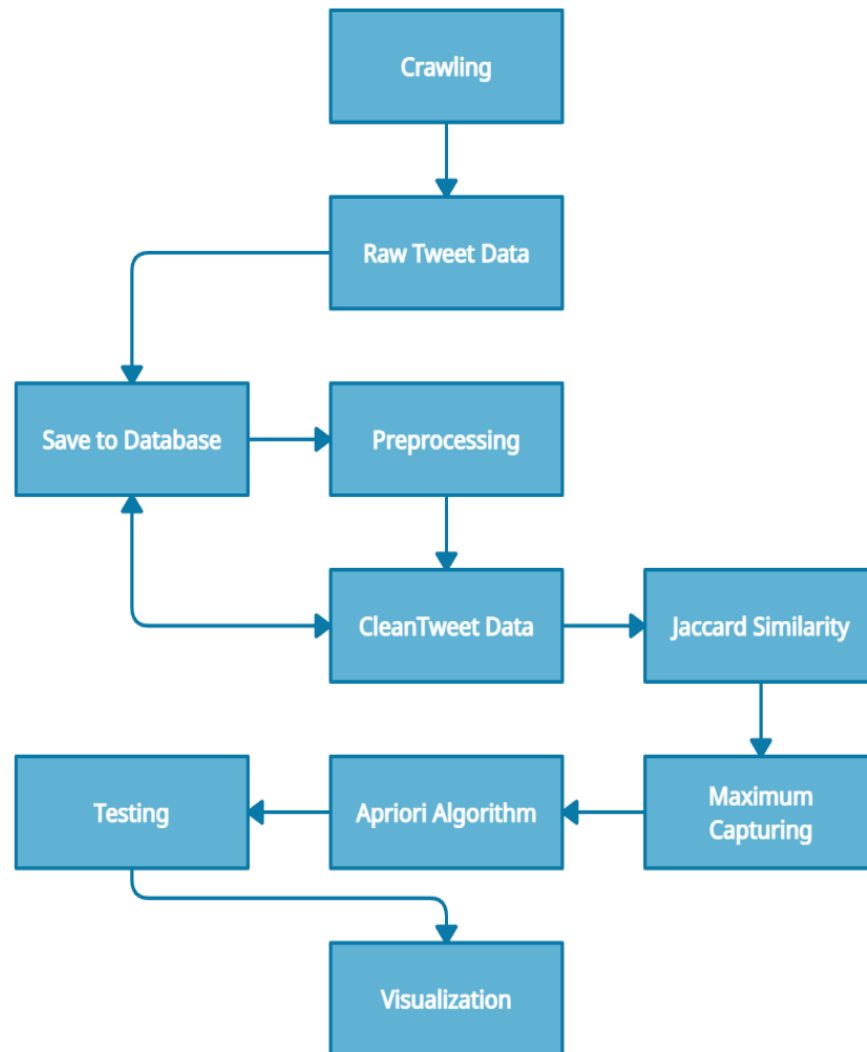 Crawling
Raw Tweet Data
Save to Database
Preprocessing
CleanTweet Data
Jaccard Similarity
Testing
Apriori Algorithm
Maximum
Capturing
Visualization